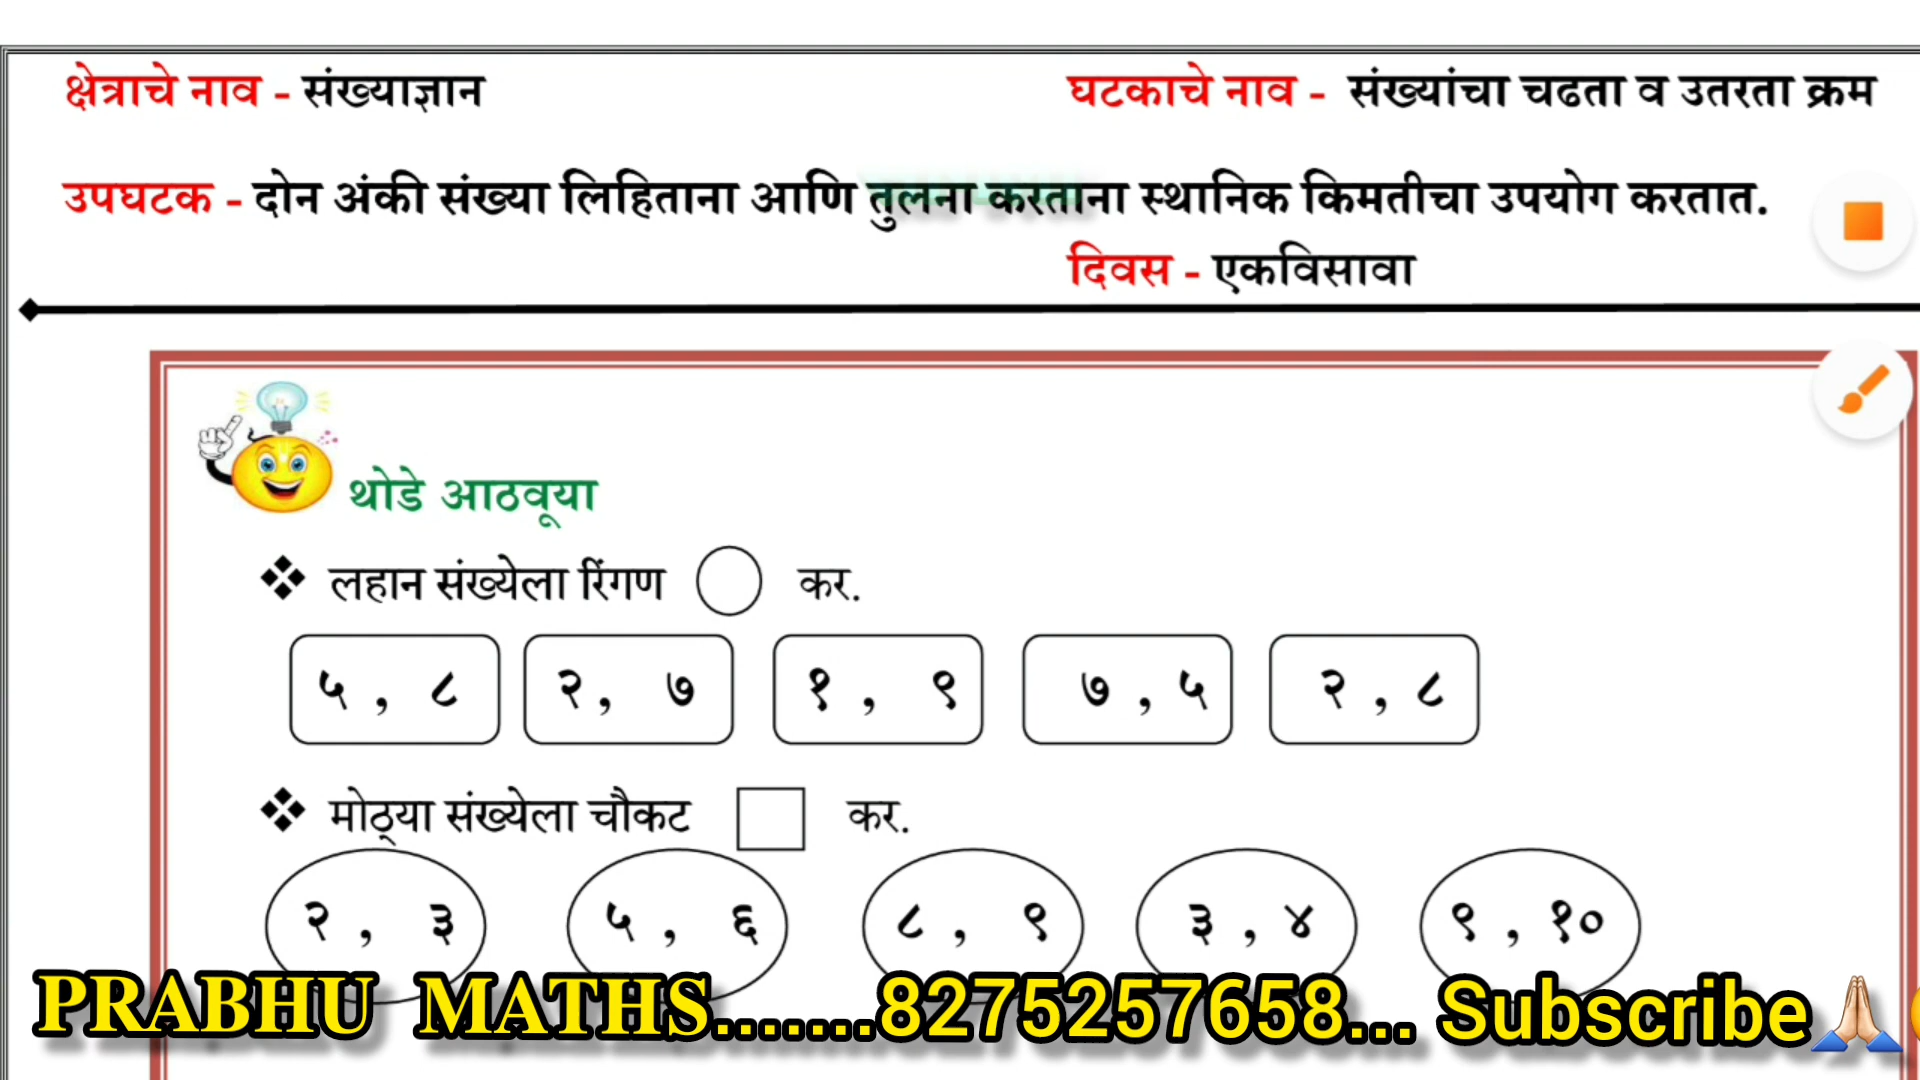 क्षेत्राचे नाव - संख्याज्ञान घटकाचे नाव - संख्यांचा चढता व उतरता क्रम
उपघटक - दोन अंकी संख्या लिहिताना आणि तुलना करताना स्थानिक किमतीचा उपयोग करतात.
दिवस - एकविसावा
थोडे आठवूया
लहान संख्येला रिंगण कर.
५ , ८ २, ७ १ , ९ ७ , ५ २ , ८
मोठ्या संख्येला चौकट कर.
२ , ३ ५ , ६ ८ , ९ ३ , ४ ९ , १०
PRABHU MATHS.......8275257658... Subscribe